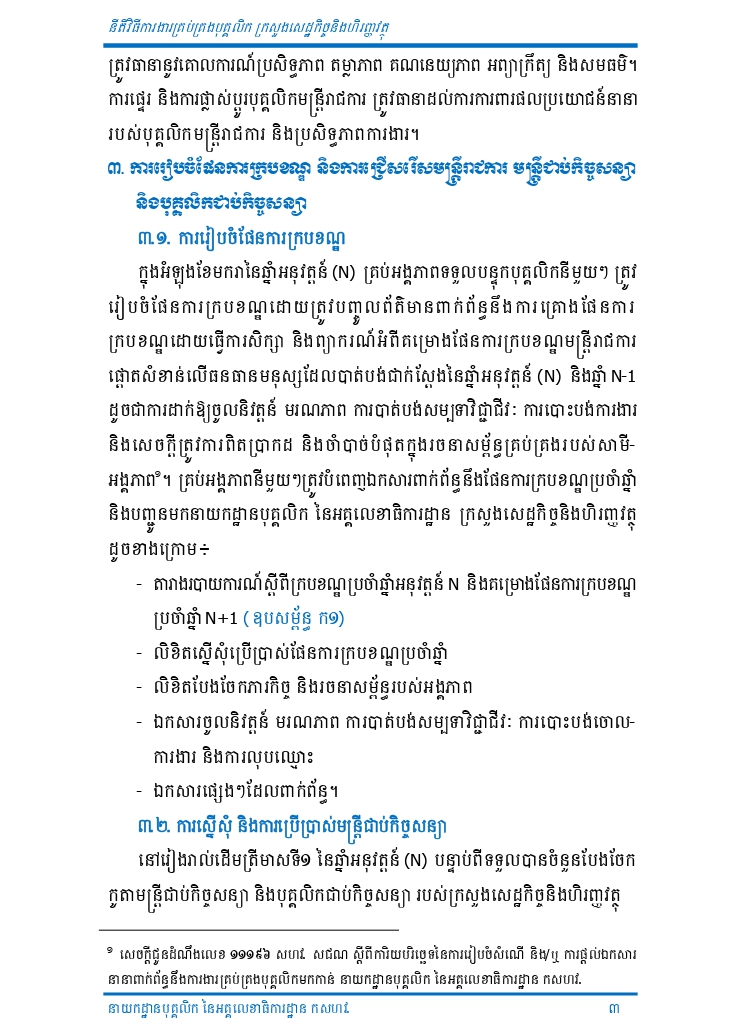 នីតិវិធីការងារគ្រប់គ្រងបុគ្គលិក ក្រសួងសេដ្ឋកិច្ចនិងហិរញ្ញវត្ថុ
ត្រូវធានានូវគោលការណ៍ប្រសិទ្ធភាព តម្លាភាព គណនេយ្យភាព អព្យាក្រឹត្យ និងសមធម៌។
ការផ្ទេរ និងការផ្លាស់ប្ដូរបុគ្គលិកមន្ត្រីរាជការ ត្រូវធានាដល់ការការពារផលប្រយោជន៍នានា
របស់បុគ្គលិកមន្ត្រីរាជការ និងប្រសិទ្ធភាពការងារ។
៣. ការរៀបចំផែនការក្របខណ្ឌ និងការជ្រើសរើសមន្ត្រីរាជការ មន្ត្រីជាប់កិច្ចសន្យា
និងបុគ្គលិកជាប់កិច្ចសន្យា
៣.១. ការរៀបចំផែនការក្របខណ្ឌ
ក្នុងអំឡុងខែមករានៃឆ្នាំអនុវត្តន៍ (N) គ្រប់អង្គភាពទទួលបន្ទុកបុគ្គលិកនីមួយៗ ត្រូវ
រៀបចំផែនការក្របខណ្ឌដោយត្រូវបញ្ចូលព័ត៌មានពាក់ព័ន្ធនឹងការគ្រោងផែនការ
ក្របខណ្ឌដោយធ្វើការសិក្សា និងព្យាករណ៍អំពីគម្រោងផែនការក្របខណ្ឌមន្ត្រីរាជការ
ផ្តោតសំខាន់លើធនធានមនុស្សដែលបាត់បង់ជាក់ស្តែងនៃឆ្នាំអនុវត្តន៍ (N) និងឆ្នាំ N-1
ដូចជាការដាក់ឱ្យចូលនិវត្តន៍ មរណភាព ការបាត់បង់សម្បទាវិជ្ជាជីវៈ ការបោះបង់ការងារ
និងសេចក្តីត្រូវការពិតប្រាកដ និងចាំបាច់បំផុតក្នុងរចនាសម្ព័ន្ធគ្រប់គ្រងរបស់សាមី-
អង្គភាព១។ គ្រប់អង្គភាពនីមួយៗត្រូវបំពេញឯកសារពាក់ព័ន្ធនឹងផែនការក្របខណ្ឌប្រចាំឆ្នាំ
និងបញ្ជូនមកនាយកដ្ឋានបុគ្គលិក នៃអគ្គលេខាធិការដ្ឋាន ក្រសួងសេដ្ឋកិច្ចនិងហិរញ្ញវត្ថុ
ដូចខាងក្រោម÷
- តារាងរបាយការណ៍ស្តីពីក្របខណ្ឌប្រចាំឆ្នាំអនុវត្តន៍ N និងគម្រោងផែនការក្របខណ្ឌ
ប្រចាំឆ្នាំ N+1 ( ឧបសម្ព័ន្ធ ក១)
- លិខិតស្នើសុំប្រើប្រាស់ផែនការក្របខណ្ឌប្រចាំឆ្នាំ
- លិខិតបែងចែកភារកិច្ច និងរចនាសម្ព័ន្ធរបស់អង្គភាព
- ឯកសារចូលនិវត្តន៍ មរណភាព ការបាត់បង់សម្បទាវិជ្ជាជីវៈ ការបោះបង់ចោល-
ការងារ និងការលុបឈ្មោះ
- ឯកសារផ្សេងៗដែលពាក់ព័ន្ធ។
៣.២. ការស្នើសុំ និងការប្រើប្រាស់មន្ត្រីជាប់កិច្ចសន្យា
នៅរៀងរាល់ដើមត្រីមាសទី១ នៃឆ្នាំអនុវត្តន៍ (N) បន្ទាប់ពីទទួលបានចំនួនបែងចែក
កូតាមន្ត្រីជាប់កិច្ចសន្យា និងបុគ្គលិកជាប់កិច្ចសន្យា របស់ក្រសួងសេដ្ឋកិច្ចនិងហិរញ្ញវត្ថុ
១ សេចក្តីជូនដំណឹងលេខ ១១១៩៦ សហវ. សជណ ស្តីពីការិយបរិច្ឆេទនៃការរៀបចំសំណើ និង/ឬ ការផ្តល់ឯកសារ
នានាពាក់ព័ន្ធនឹងការងារគ្រប់គ្រងបុគ្គលិកមកកាន់ នាយកដ្ឋានបុគ្គលិក នៃអគ្គលេខាធិការដ្ឋាន កសហវ.
នាយកដ្ឋានបុគ្គលិក នៃអគ្គលេខាធិការដ្ឋាន កសហវ. ៣